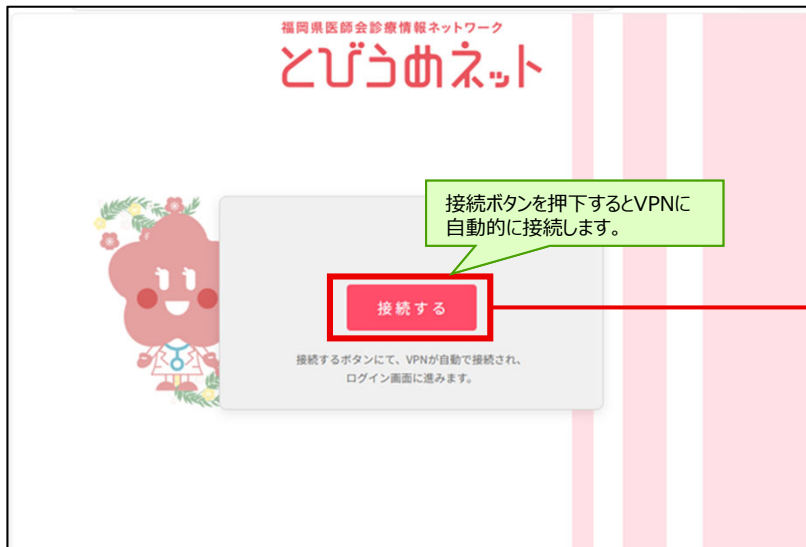 福岡県医師会診療情報ネットワーク
とびうめネット
接続ボタンを押下するとVPNに
自動的に接続します。
接続する
接続するボタンにて、VPNが自動で接続され、
ログイン画面に進みます。